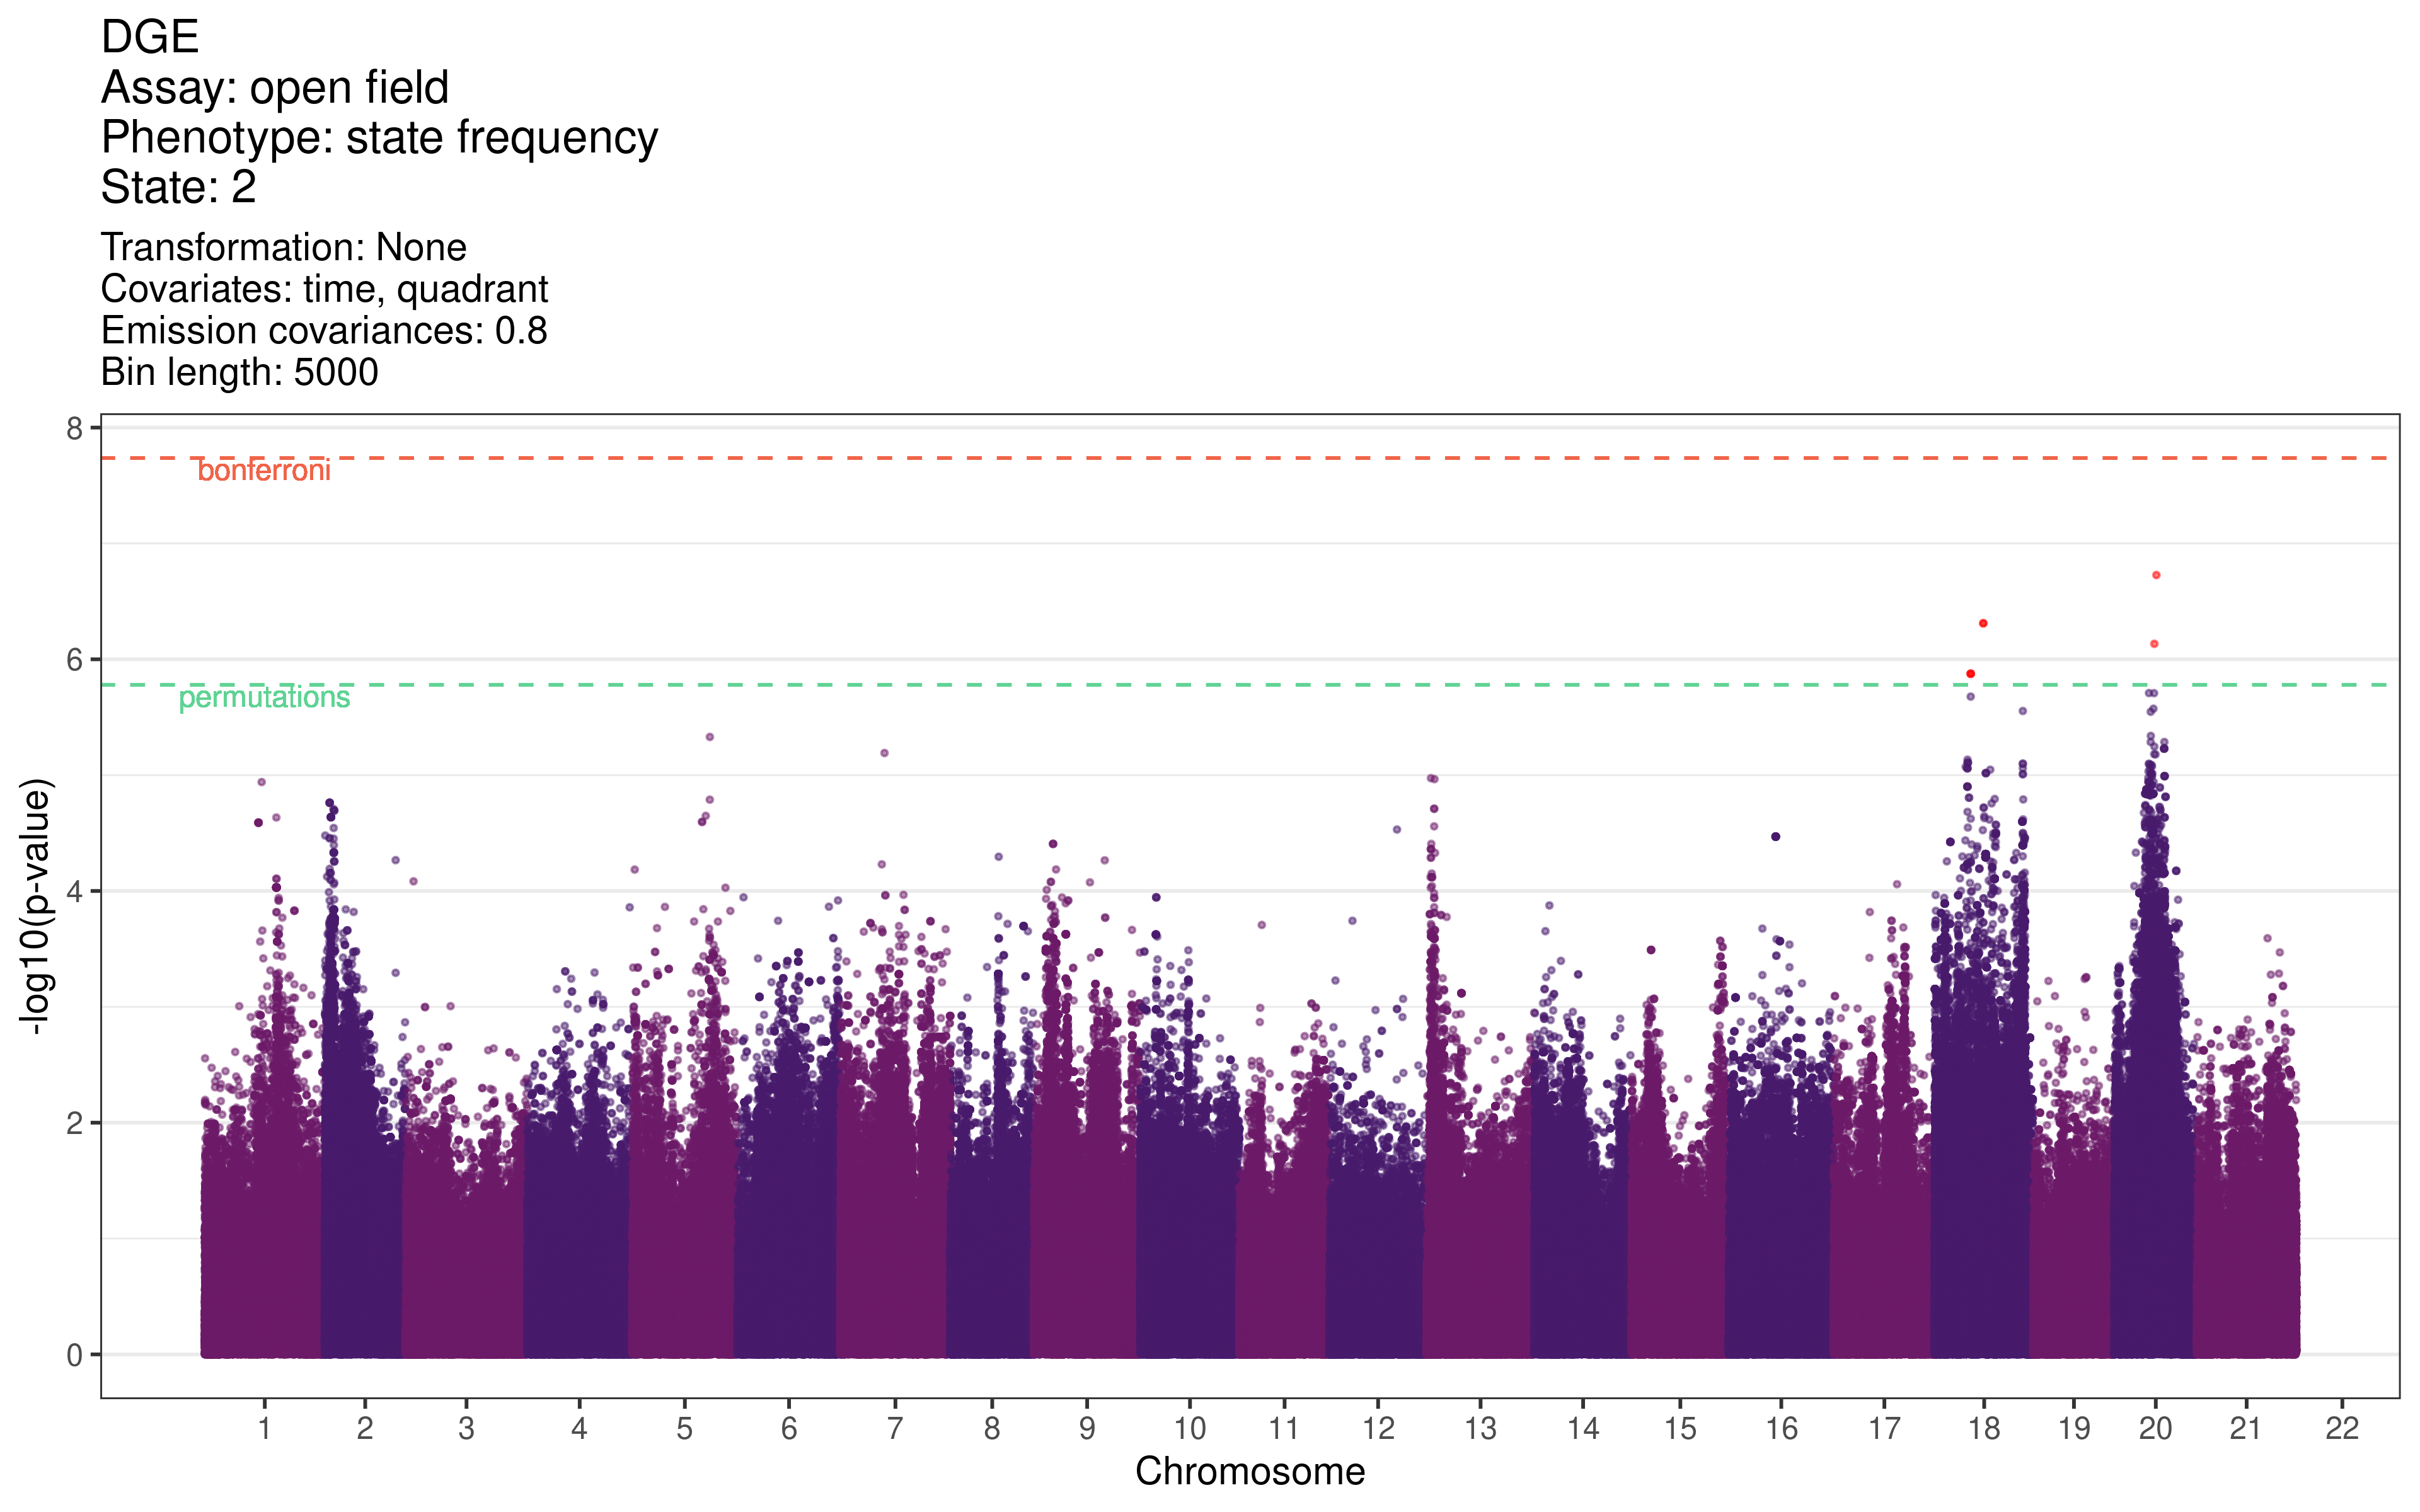 DGE
Assay: open field
Phenotype: state frequency
State: 2
Transformation: None
Covariates: time, quadrant
Emission covariances: 0.8
Bin length: 5000
8
bonferroni
6
permutations
4
2
0
-log10(p-value)
1 2 3 4 5 6 7 8 9 10 11 12 13 14 15 16 17 18 19 20 21 22
Chromosome